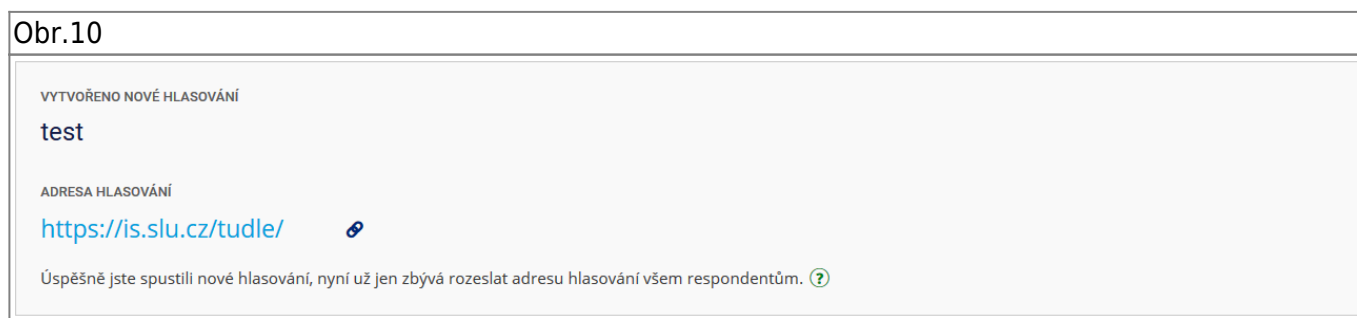 Obr.10
VYTVOŘENO NOVÉ HLASOVÁNÍ
test
ADRESA HLASOVÁNÍ
https://is.slu.cz/tudle/
Úspěšně jste spustili nové hlasování, nyní už jen zbývá rozeslat adresu hlasování všem respondentům. ?